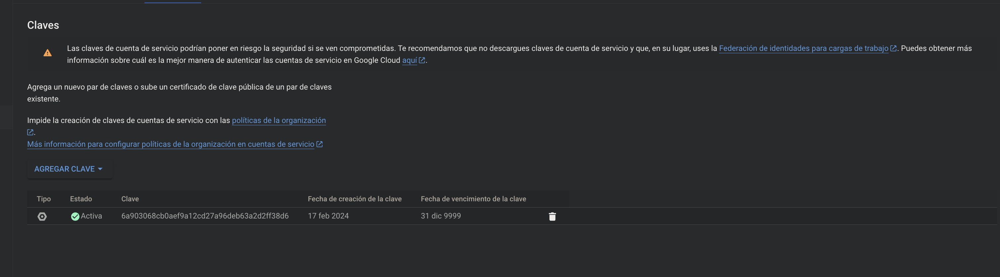 Claves
Las claves de cuenta de servicio podrían poner en riesgo la seguridad si se ven comprometidas. Te recomendamos que no descargues claves de cuenta de servicio y que, en su lugar, uses la Federación de identidades para cargas de trabajo. Puedes obtener más
información sobre cuál es la mejor manera de autenticar las cuentas de servicio en Google Cloud aquí.
Agrega un nuevo par de claves o sube un certificado de clave pública de un par de claves
existente.
Impide la creación de claves de cuentas de servicio con las políticas de la organización
.
Más información para configurar políticas de la organización en cuentas de servicio
AGREGAR CLAVE
Tipo Estado Clave Fecha de creación de la clave Fecha de vencimiento de la clave
Activa 6a903068cb0aef9a12cd27a96deb63a2d2ff38d6 17 feb 2024 31 dic 9999